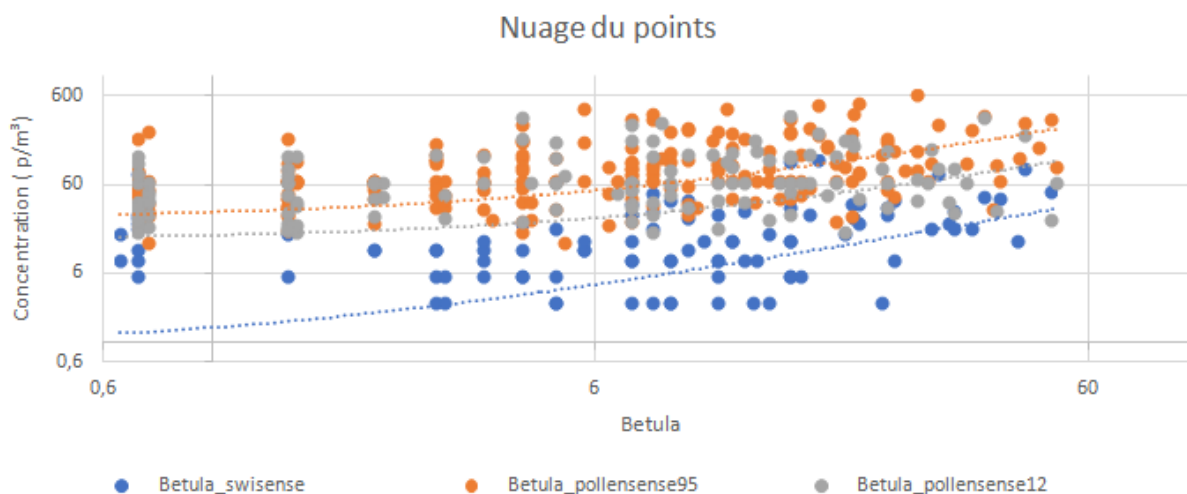 Nuage du points
Concentration ( p/m³)
600
60
6
0,6
0,6
6
60
Betula
Betula_swisense
Betula_pollensense95
Betula_pollensense12